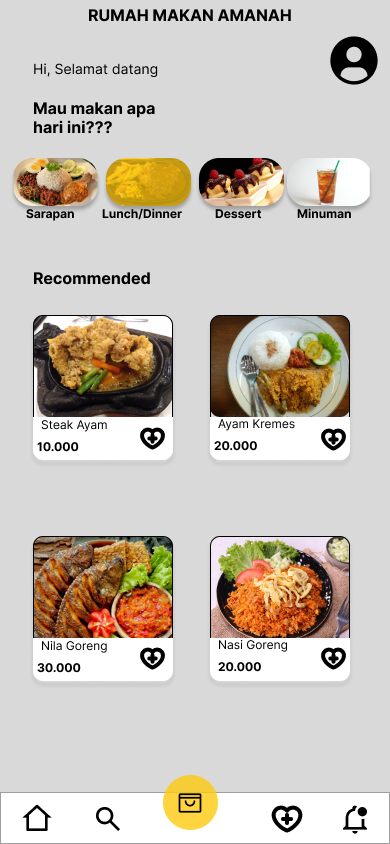 RUMAH MAKAN AMANAH
Hi, Selamat datang
Mau makan apa
hari ini???
Sarapan
Lunch/Dinner
Dessert
Minuman
Recommended
Steak Ayam
10.000
Ayam Kremes
20.000
Nila Goreng
30.000
Nasi Goreng
20.000